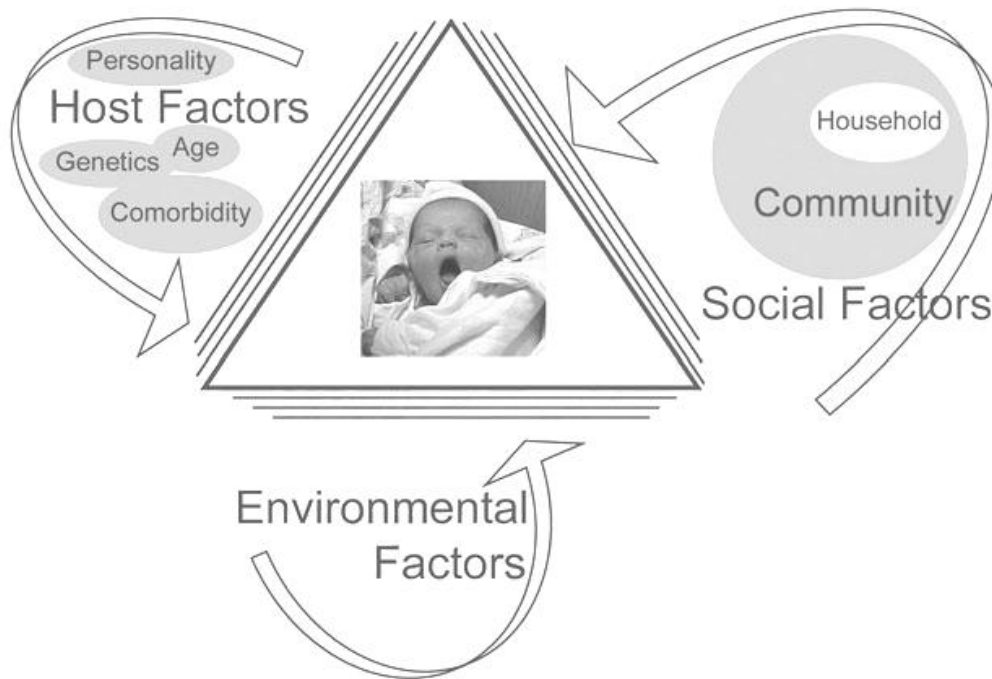 Personality
Host Factors
Age
Genetics
Comorbidity
Household
Community
Social Factors
Environmental
Factors